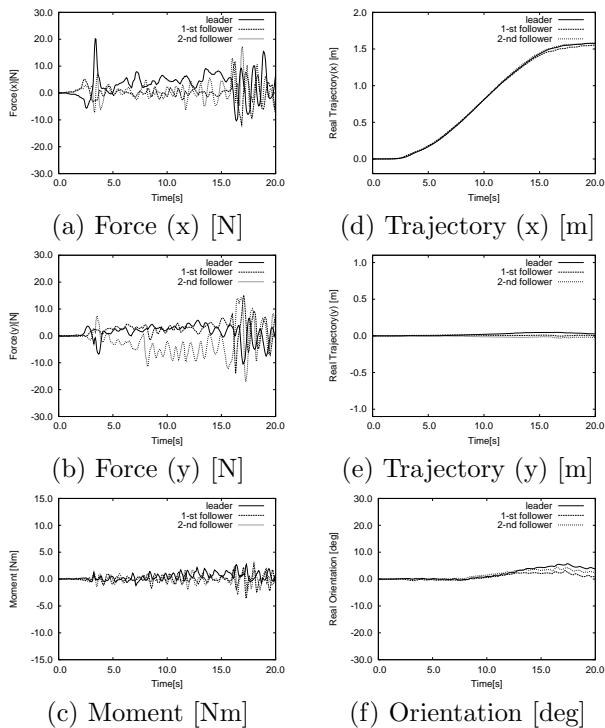 leader
1-st follower
2-nd follower
30.0
20.0
10.0
0.0
-10.0
-20.0
-30.0
Force(x)[N]
0.0 5.0 10.0 15.0 20.0
Time[s]
(a) Force (x) [N]
leader
1-st follower
2-nd follower
2.0
1.5
1.0
0.5
0.0
Real Trajectory(x) [m]
0.0 5.0 10.0 15.0 20.0
Time[s]
(d) Trajectory (x) [m]
leader
1-st follower
2-nd follower
30.0
20.0
10.0
0.0
-10.0
-20.0
-30.0
Force(y)[N]
0.0 5.0 10.0 15.0 20.0
Time[s]
(b) Force (y) [N]
leader
1-st follower
2-nd follower
1.0
0.5
0.0
-0.5
-1.0
Real Trajectory(y) [m]
0.0 5.0 10.0 15.0 20.0
Time[s]
(e) Trajectory (y) [m]
leader
1-st follower
2-nd follower
15.0
10.0
5.0
0.0
-5.0
-10.0
15.0
Moment [Nm]
0.0 5.0 10.0 15.0 20.0
Time[s]
(c) Moment [Nm]
leader
1-st follower
2-nd follower
30.0
20.0
10.0
0.0
-10.0
-20.0
-30.0
Real Orientation [deg]
0.0 5.0 10.0 15.0 20.0
Time[s]
(f) Orientation [deg]